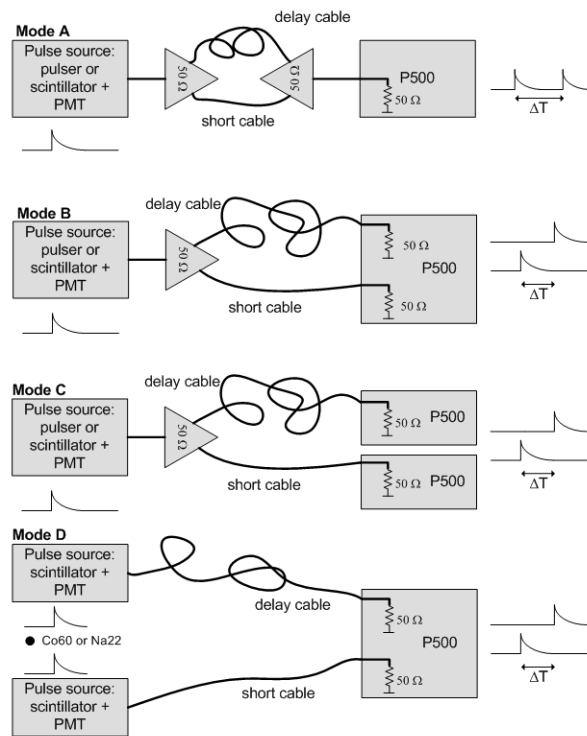 Mode A
Pulse source:
pulser or
scintillator +
PMT
50 Ω
delay cable
short cable
50 Ω
P500
50 Ω
ΔT
Mode B
Pulse source:
pulser or
scintillator +
PMT
50 Ω
delay cable
short cable
50 Ω
P500
50 Ω
ΔT
Mode C
Pulse source:
pulser or
scintillator +
PMT
50 Ω
delay cable
short cable
50 Ω
P500
50 Ω
P500
ΔT
Mode D
Pulse source:
scintillator +
PMT
Co60 or Na22
Pulse source:
scintillator +
PMT
delay cable
short cable
50 Ω
P500
50 Ω
ΔT